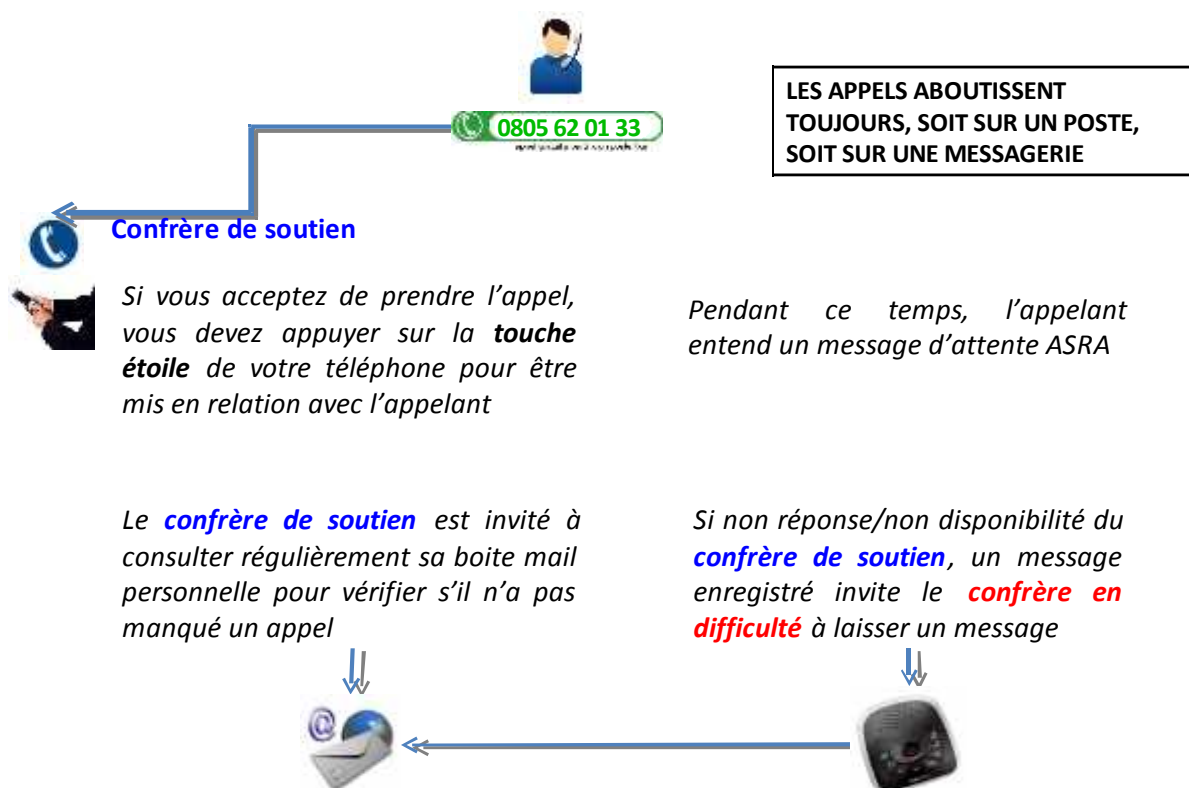 0805 62 01 33
LES APPELS ABOUTISSENT
TOUJOURS, SOIT SUR UN POSTE,
SOIT SUR UNE MESSAGERIE
Confrère de soutien
Si vous acceptez de prendre l’appel,
vous devez appuyer sur la touche
étoile de votre téléphone pour être
mis en relation avec l’appelant
Pendant ce temps, l’appelant
entend un message d’attente ASRA
Le confrère de soutien est invité à
consulter régulièrement sa boite mail
personnelle pour vérifier s’il n’a pas
manqué un appel
Si non réponse/non disponibilité du
confrère de soutien, un message
enregistré invite le confrère en
difficulté à laisser un message
@